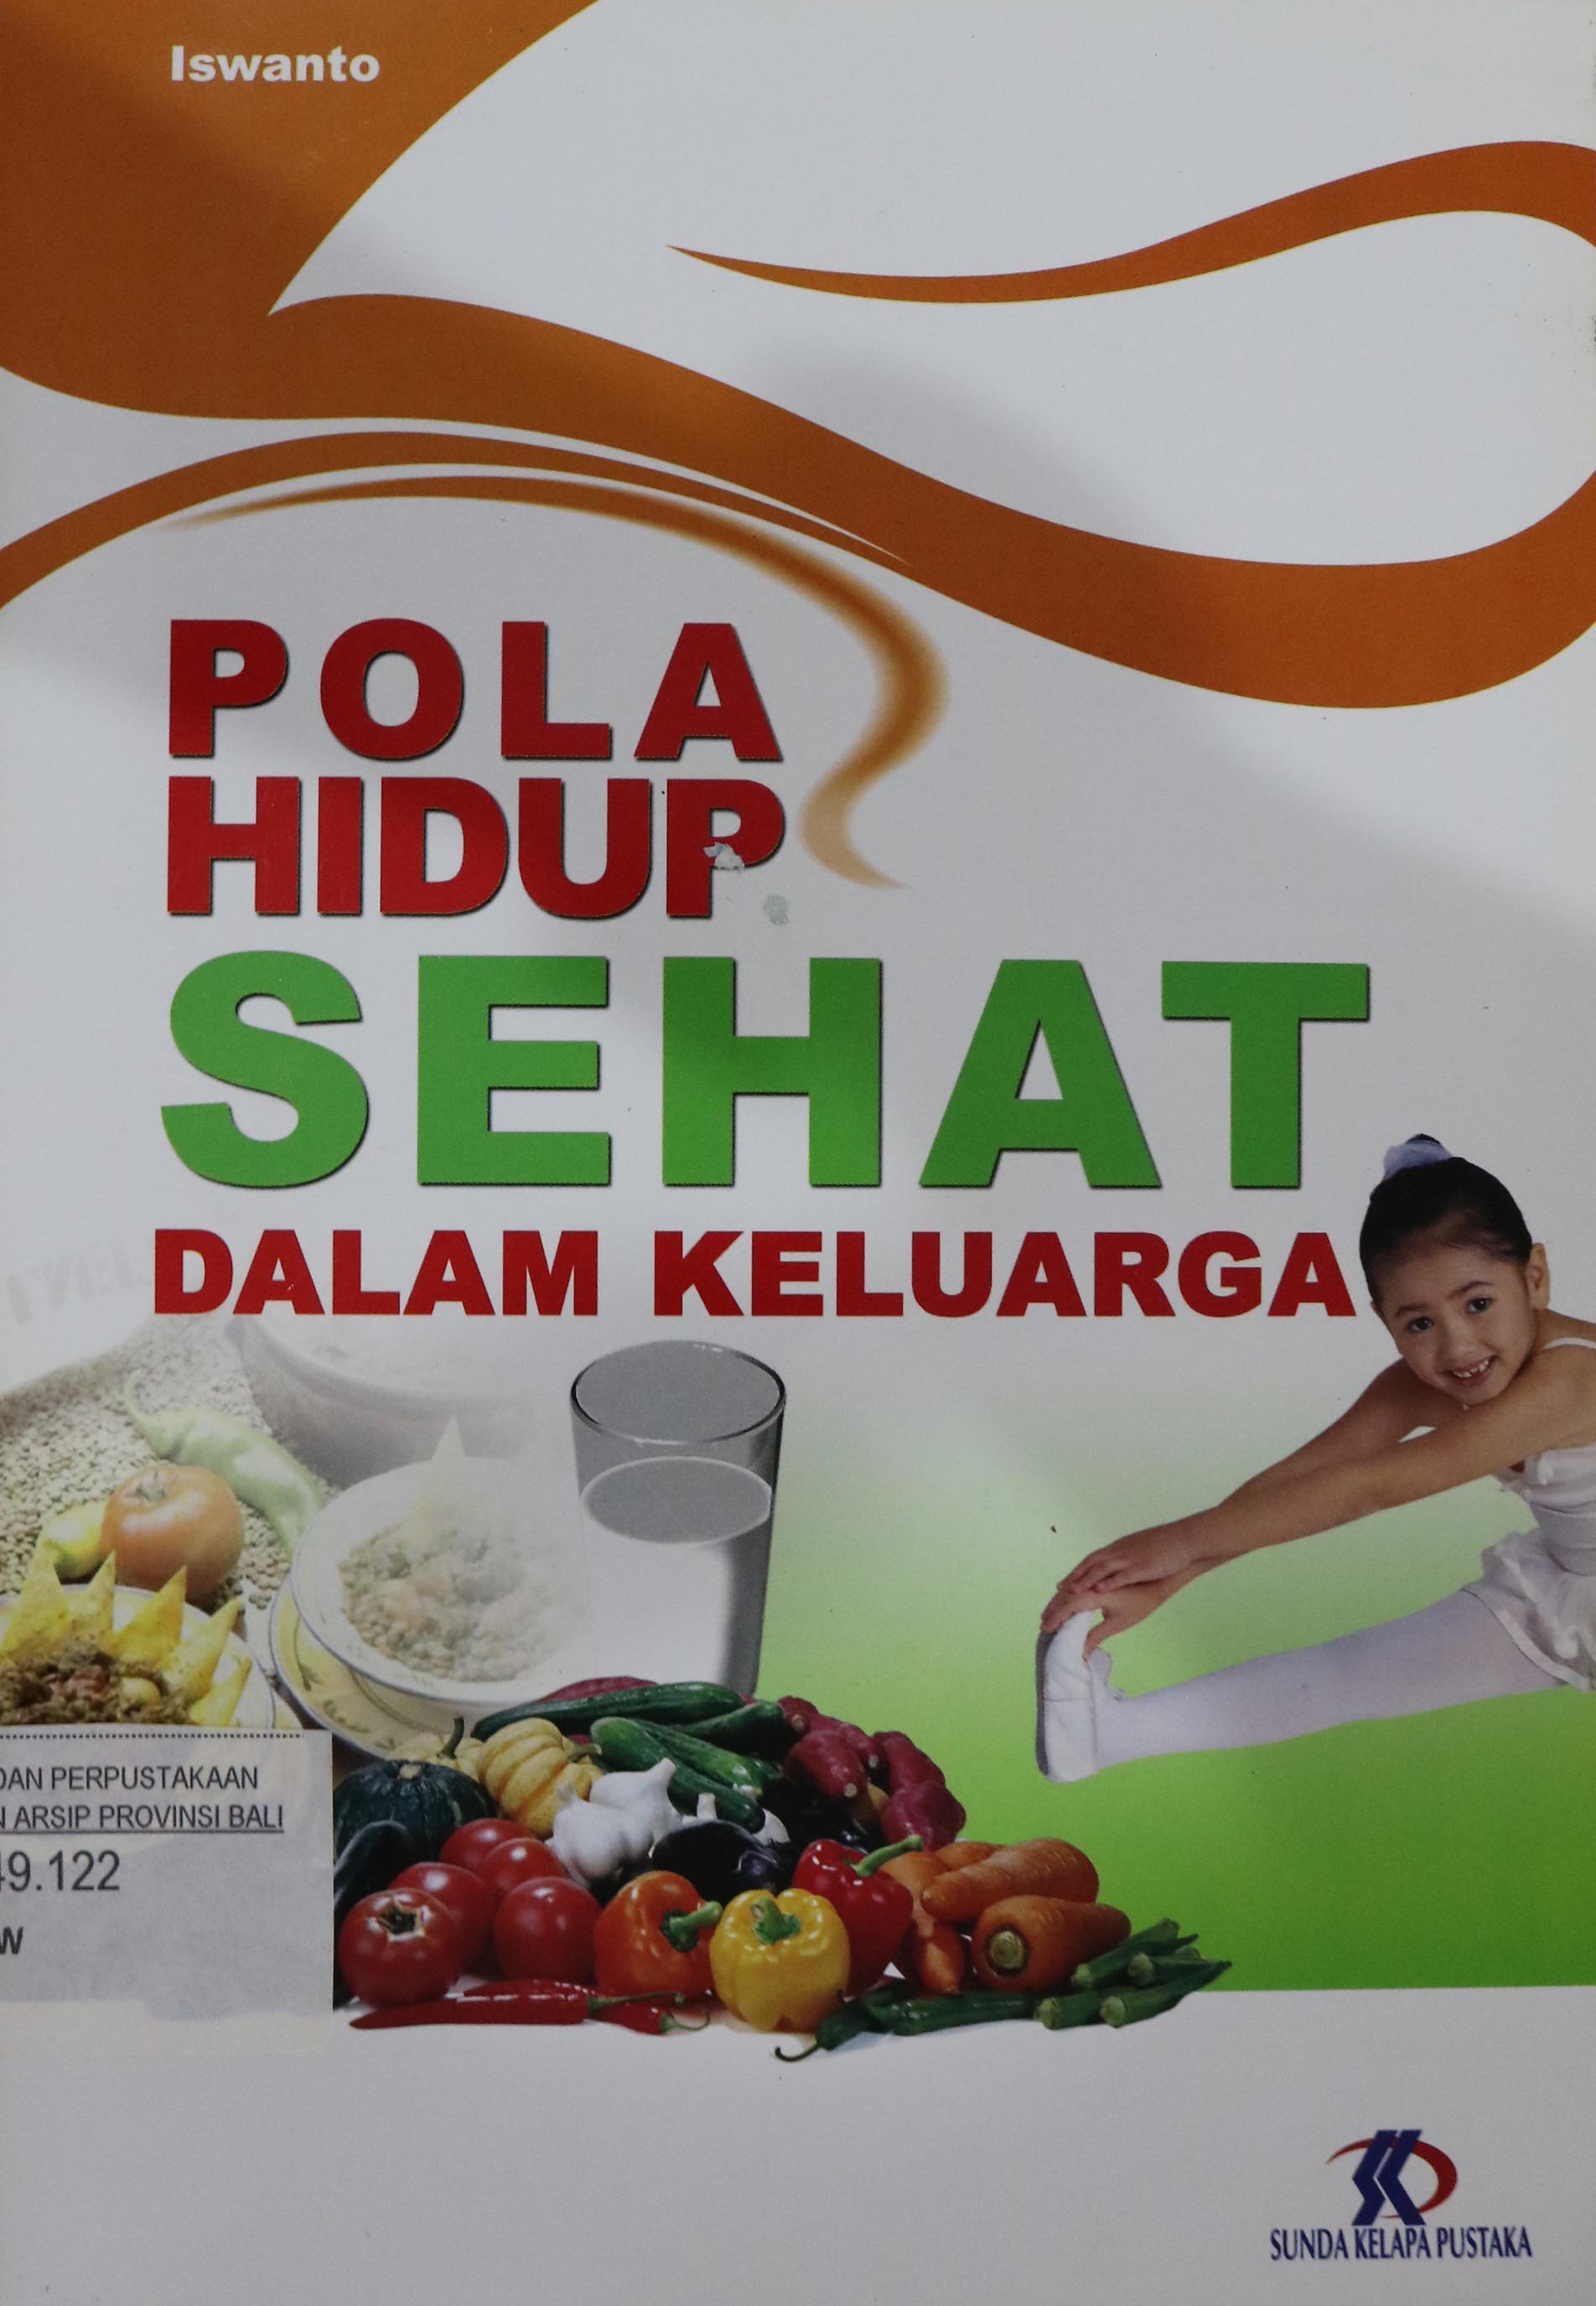 Iswanto
POLA
HIDUP
SEHAT
DALAM KELUARGA
DAN PERPUSTAKAAN
N ARSIP PROVINSI BALI
49.122
W
SUNDA KELAPA PUSTAKA